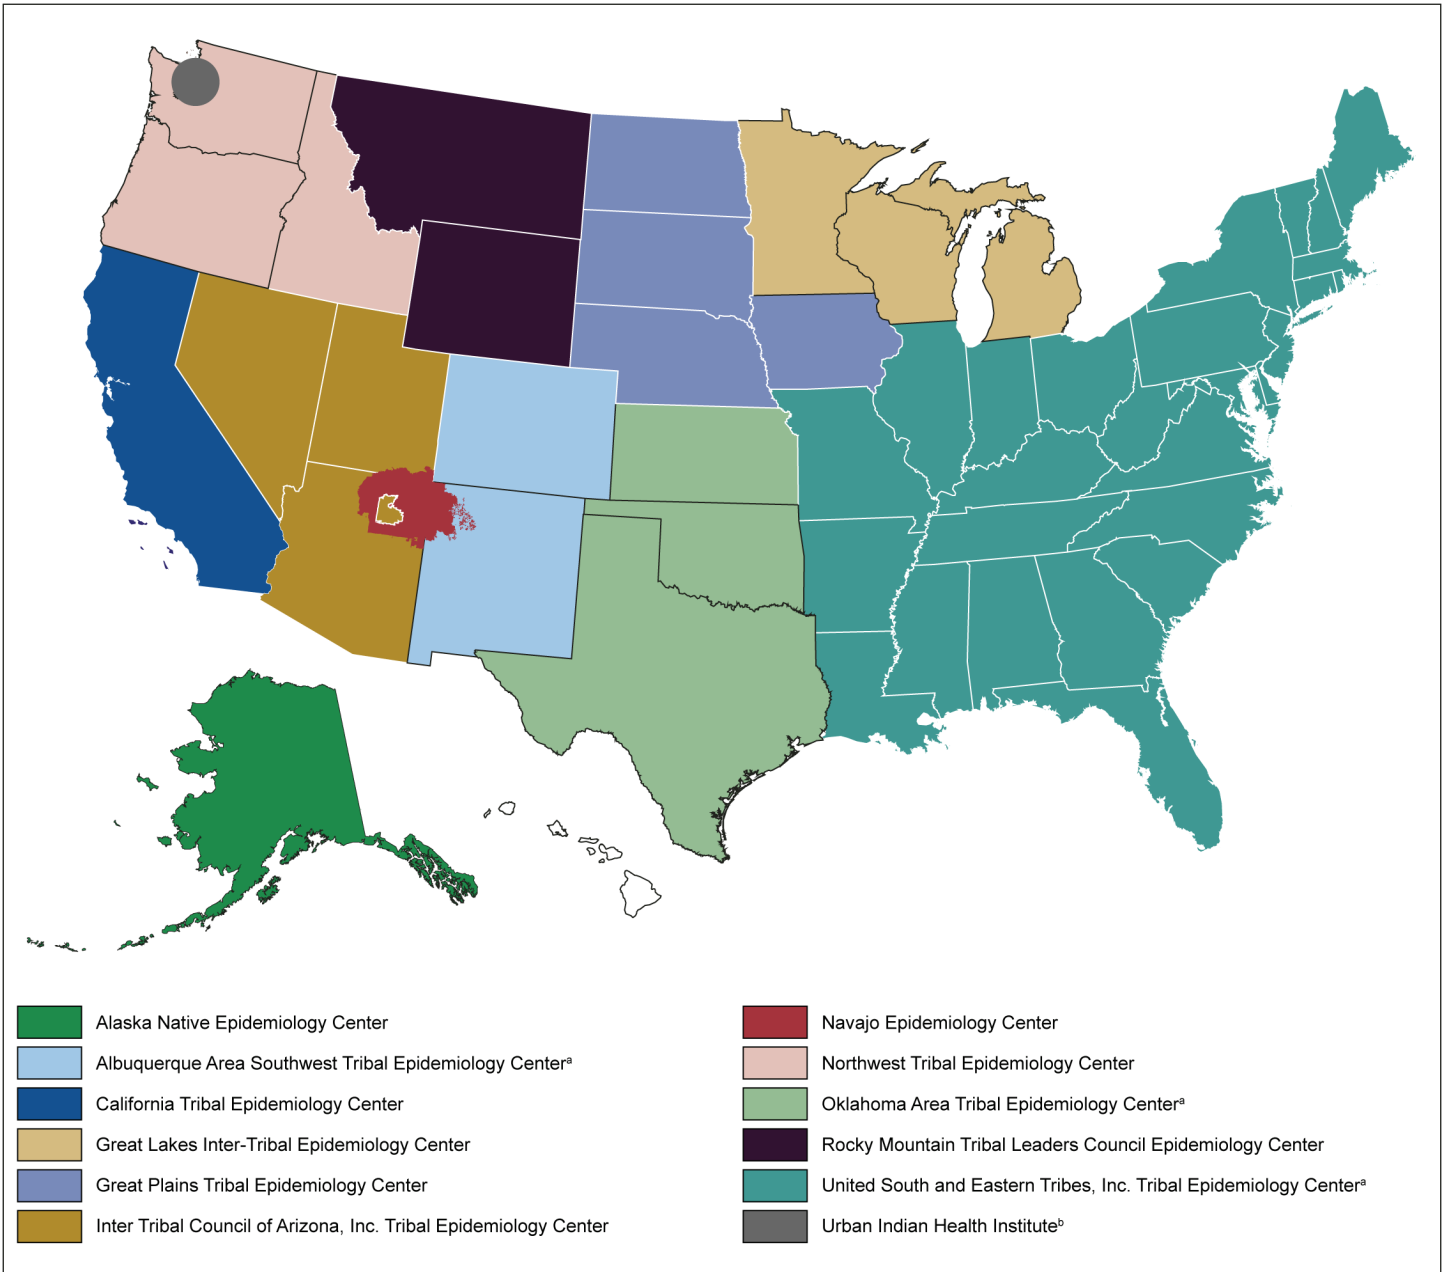 Alaska Native Epidemiology Center
Albuquerque Area Southwest Tribal Epidemiology Centerᵃ
California Tribal Epidemiology Center
Great Lakes Inter-Tribal Epidemiology Center
Great Plains Tribal Epidemiology Center
Inter Tribal Council of Arizona, Inc. Tribal Epidemiology Center
Navajo Epidemiology Center
Northwest Tribal Epidemiology Center
Oklahoma Area Tribal Epidemiology Centerᵃ
Rocky Mountain Tribal Leaders Council Epidemiology Center
United South and Eastern Tribes, Inc. Tribal Epidemiology Centerᵃ
Urban Indian Health Instituteᵇ